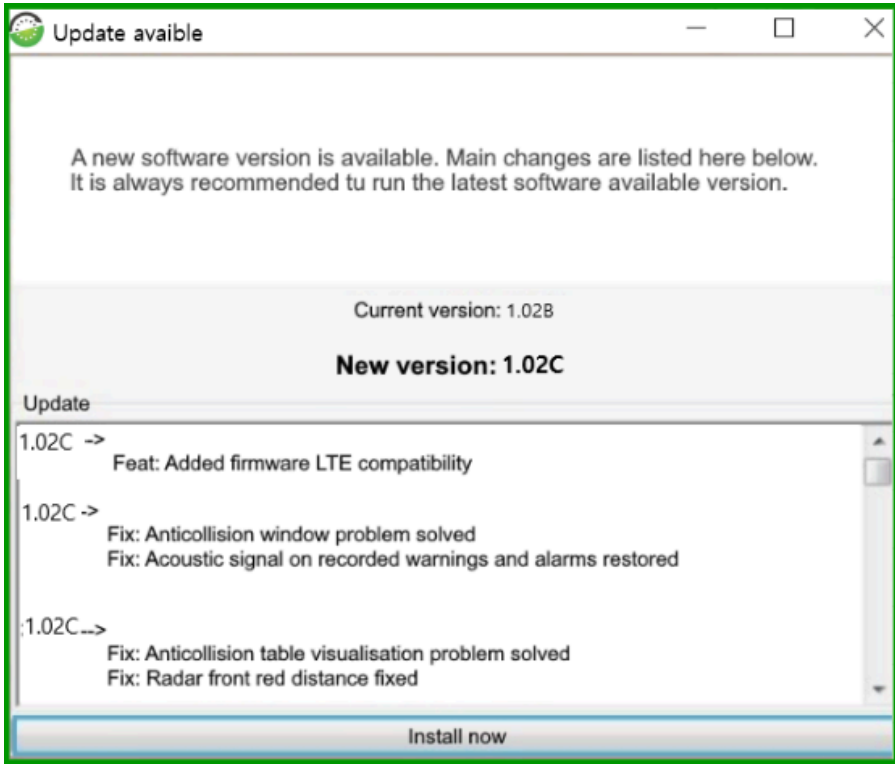 Update avaible
A new software version is available. Main changes are listed here below.
It is always recommended tu run the latest software available version.
Current version: 1.02B
New version: 1.02C
Update
1.02C ->
Feat: Added firmware LTE compatibility
1.02C ->
Fix: Anticollision window problem solved
Fix: Acoustic signal on recorded warnings and alarms restored
:1.02C-->
Fix: Anticollision table visualisation problem solved
Fix: Radar front red distance fixed
Install now